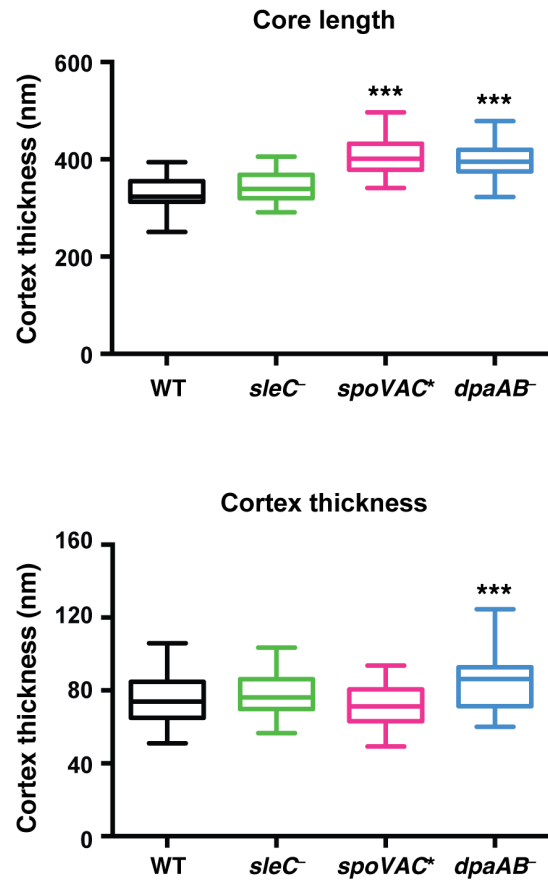 Core length
Cortex thickness (nm)
600
400
200
0
***
***
WT
sleC⁻
spoVAC*
dpaAB⁻
Cortex thickness
Cortex thickness (nm)
160
120
80
40
0
***
WT
sleC⁻
spoVAC*
dpaAB⁻